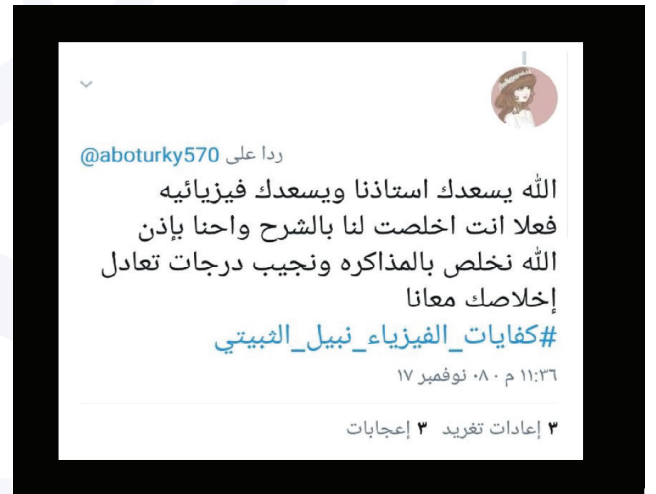 ردا على @aboturky570
الله يسعدك استاذنا ويسعدك فيزيائيه
فعلا انت اخلصت لنا بالشرح واحنا بإذن
الله نخلص بالمذاكره ونجيب درجات تعادل
إخلاصك معانا
#كفايات_الفيزياء_نبيل_الثبيتي
١١:٣٦ م · ٠٨ نوفمبر ١٧
٣ إعادات تغريد ٣ إعجابات